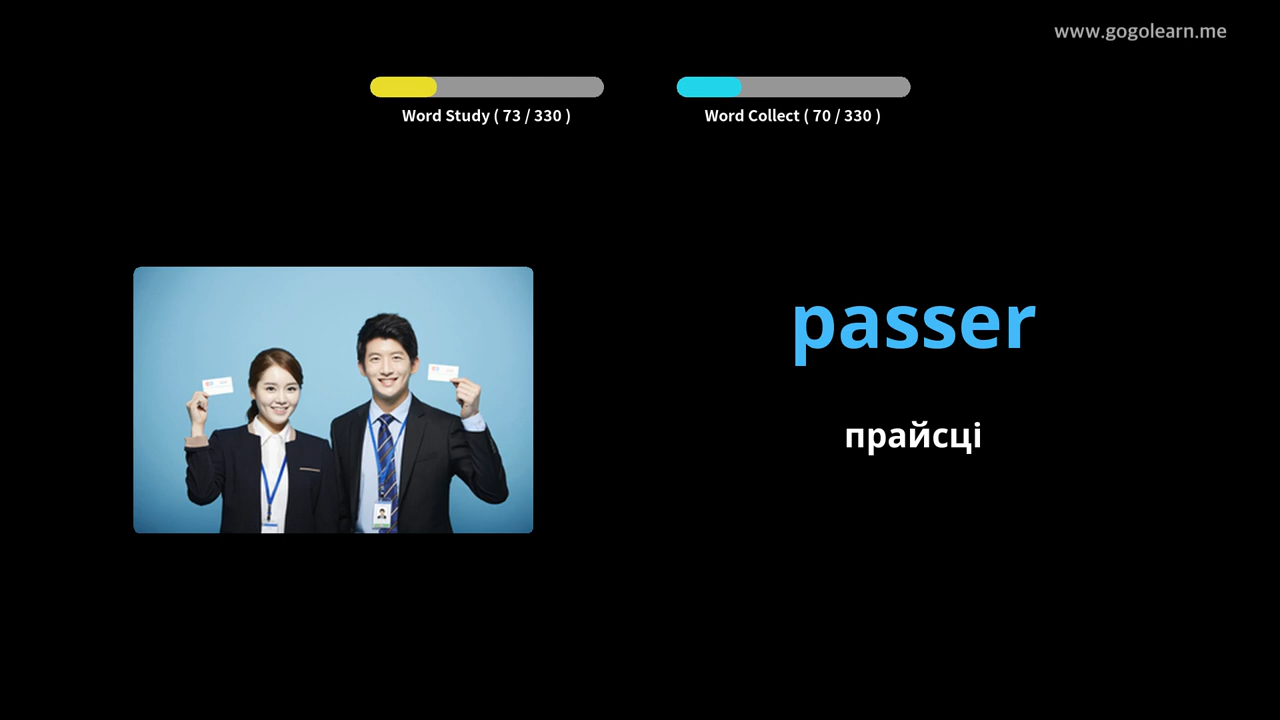 www.gogolearn.me
Word Study ( 73 / 330 )
Word Collect ( 70 / 330 )
passer
прайсці